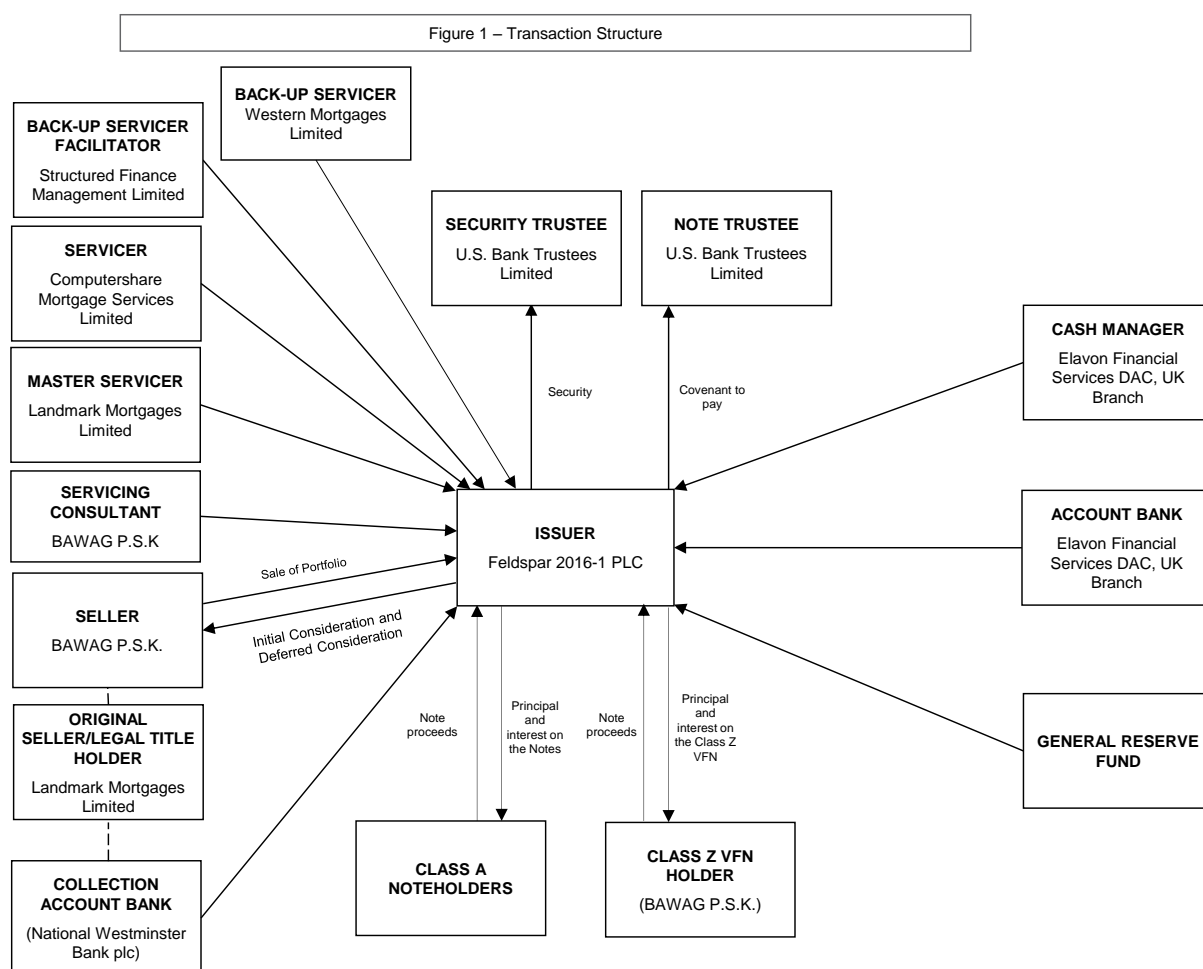 Figure 1 – Transaction Structure
BACK-UP SERVICER
Western Mortgages
Limited
BACK-UP SERVICER
FACILITATOR
Structured Finance
Management Limited
SECURITY TRUSTEE
U.S. Bank Trustees
Limited
NOTE TRUSTEE
U.S. Bank Trustees
Limited
SERVICER
Computershare
Mortgage Services
Limited
CASH MANAGER
Elavon Financial
Services DAC, UK
Branch
MASTER SERVICER
Landmark Mortgages
Limited
Security
Covenant to
pay
SERVICING
CONSULTANT
BAWAG P.S.K
ISSUER
Feldspar 2016-1 PLC
ACCOUNT BANK
Elavon Financial
Services DAC, UK
Branch
Sale of Portfolio
SELLER
BAWAG P.S.K.
Initial Consideration and
Deferred Consideration
ORIGINAL
SELLER/LEGAL TITLE
HOLDER
Landmark Mortgages
Limited
Note
proceeds
Principal
and
interest on
the Notes
Note
proceeds
Principal
and
interest on
the Class Z
VFN
GENERAL RESERVE
FUND
COLLECTION
ACCOUNT BANK
(National Westminster
Bank plc)
CLASS A
NOTEHOLDERS
CLASS Z VFN
HOLDER
(BAWAG P.S.K.)